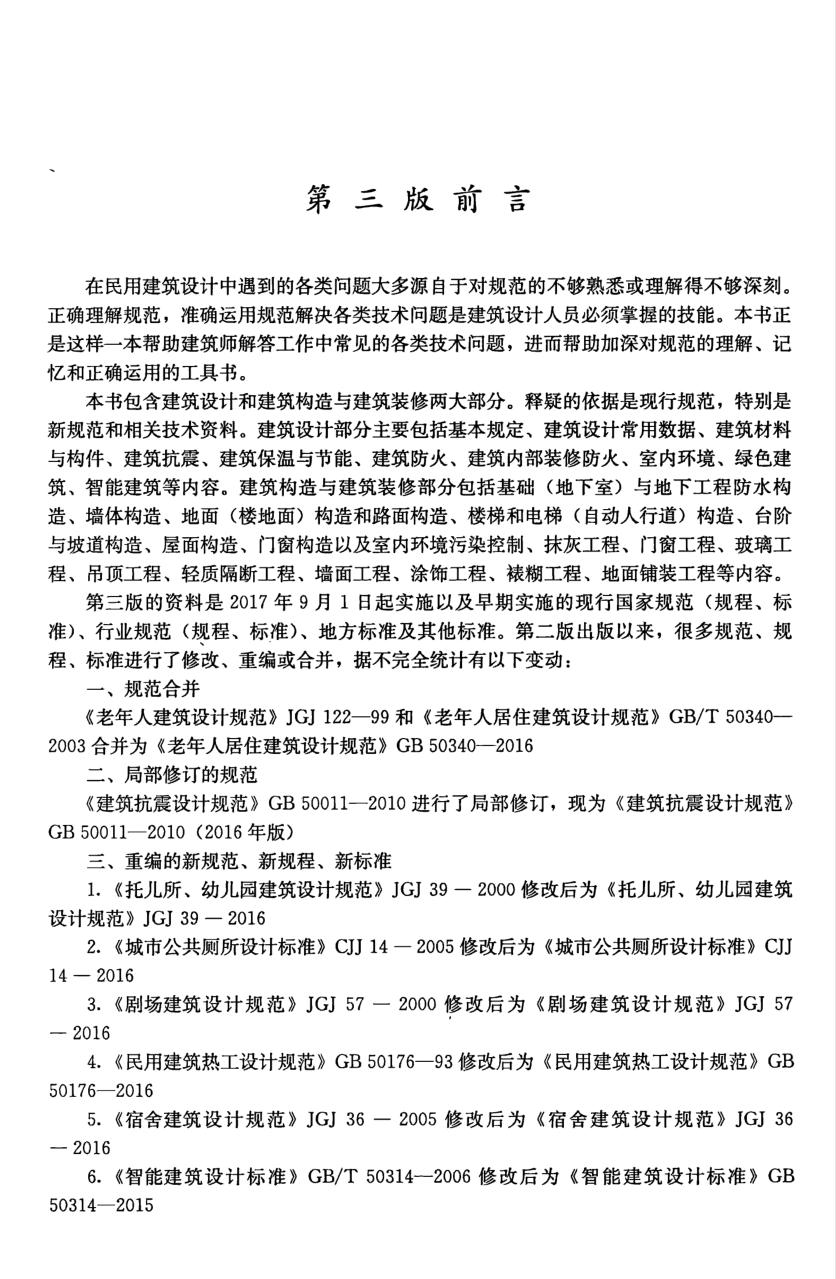 第三版前言
在民用建筑设计中遇到的各类问题大多源自于对规范的不够熟悉或理解得不够深刻。
正确理解规范，准确运用规范解决各类技术问题是建筑设计人员必须掌握的技能。本书正
是这样一本帮助建筑师解答工作中常见的各类技术问题，进而帮助加深对规范的理解、记
忆和正确运用的工具书。
本书包含建筑设计和建筑构造与建筑装修两大部分。释疑的依据是现行规范，特别是
新规范和相关技术资料。建筑设计部分主要包括基本规定、建筑设计常用数据、建筑材料
与构件、建筑抗震、建筑保温与节能、建筑防火、建筑内部装修防火、室内环境、绿色建
筑、智能建筑等内容。建筑构造与建筑装修部分包括基础（地下室）与地下工程防水构
造、墙体构造、地面（楼地面）构造和路面构造、楼梯和电梯（自动人行道）构造、台阶
与坡道构造、屋面构造、门窗构造以及室内环境污染控制、抹灰工程、门窗工程、玻璃工
程、吊顶工程、轻质隔断工程、墙面工程、涂饰工程、裱糊工程、地面铺装工程等内容。
第三版的资料是 2017 年 9 月 1 日起实施以及早期实施的现行国家规范（规程、标
准）、行业规范（规程、标准）、地方标准及其他标准。第二版出版以来，很多规范、规
程、标准进行了修改、重编或合并，据不完全统计有以下变动：
一、规范合并
《老年人建筑设计规范》JGJ 122—99 和《老年人居住建筑设计规范》GB/T 50340—
2003 合并为《老年人居住建筑设计规范》GB 50340—2016
二、局部修订的规范
《建筑抗震设计规范》GB 50011—2010 进行了局部修订，现为《建筑抗震设计规范》
GB 50011—2010（2016 年版）
三、重编的新规范、新规程、新标准
1.《托儿所、幼儿园建筑设计规范》JGJ 39 — 2000 修改后为《托儿所、幼儿园建筑
设计规范》JGJ 39 — 2016
2.《城市公共厕所设计标准》CJJ 14 — 2005 修改后为《城市公共厕所设计标准》CJJ
14 — 2016
3.《剧场建筑设计规范》JGJ 57 — 2000 修改后为《剧场建筑设计规范》JGJ 57
— 2016
4.《民用建筑热工设计规范》GB 50176—93 修改后为《民用建筑热工设计规范》GB
50176—2016
5.《宿舍建筑设计规范》JGJ 36 — 2005 修改后为《宿舍建筑设计规范》JGJ 36
— 2016
6.《智能建筑设计标准》GB/T 50314—2006 修改后为《智能建筑设计标准》GB
50314—2015